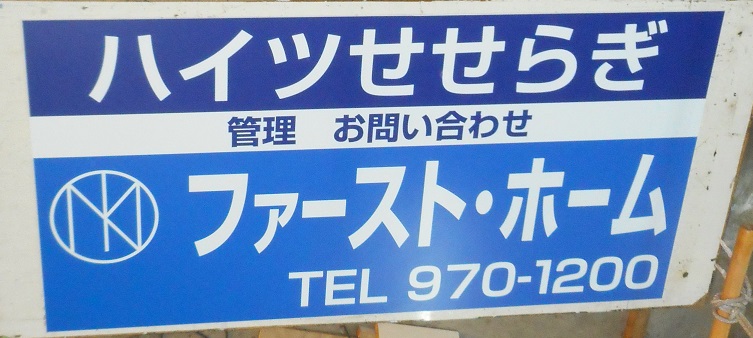 ハイツせせらぎ
管理　お問い合わせ
ファースト・ホーム
TEL 970-1200